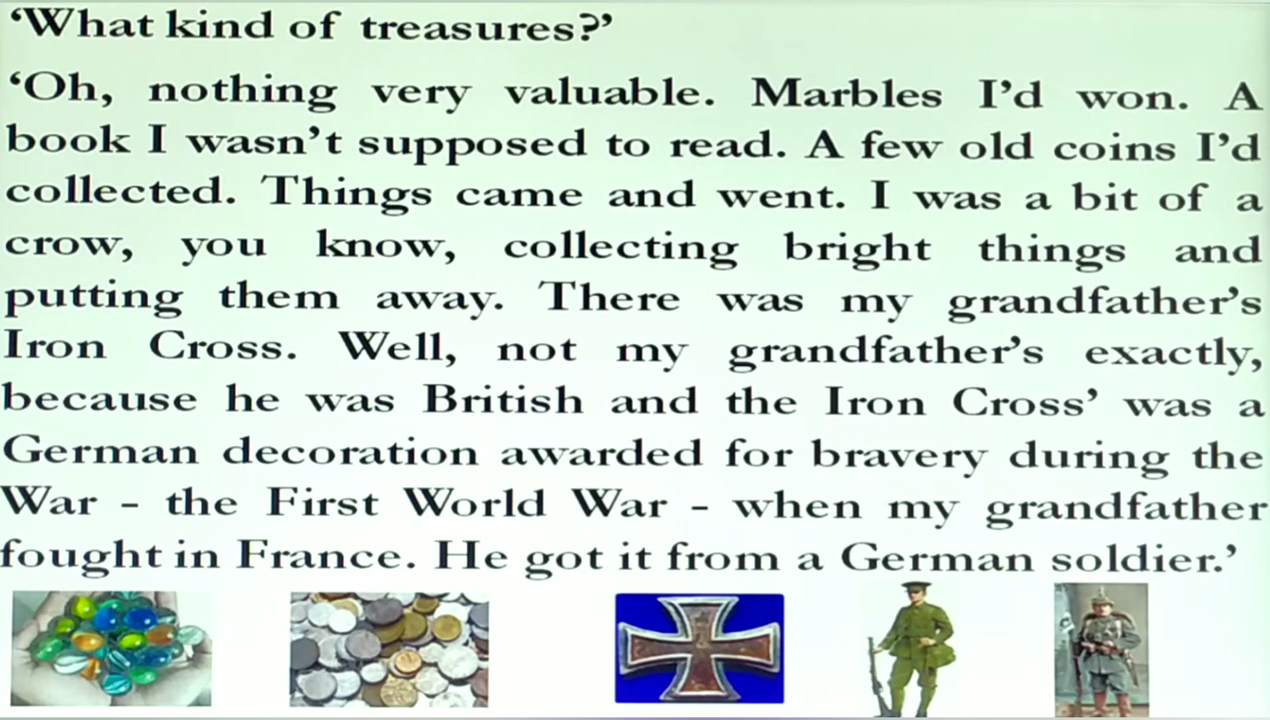 ‘What kind of treasures?’
‘Oh, nothing very valuable. Marbles I’d won. A
book I wasn’t supposed to read. A few old coins I’d
collected. Things came and went. I was a bit of a
crow, you know, collecting bright things and
putting them away. There was my grandfather’s
Iron Cross. Well, not my grandfather’s exactly,
because he was British and the Iron Cross’ was a
German decoration awarded for bravery during the
War - the First World War - when my grandfather
fought in France. He got it from a German soldier.’